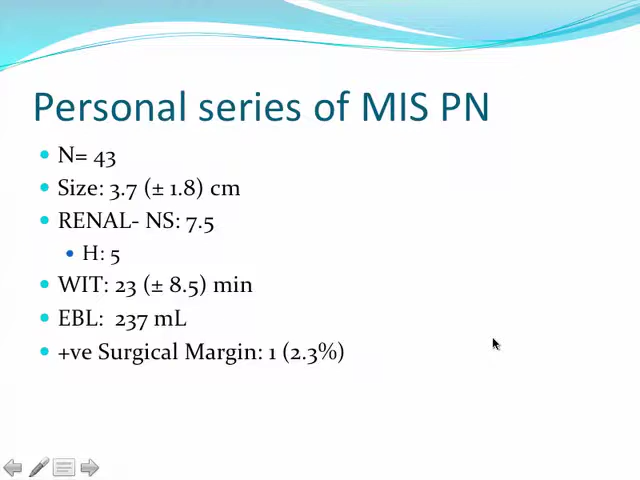 Personal series of MIS PN
N= 43
Size: 3.7 (± 1.8) cm
RENAL- NS: 7.5
H: 5
WIT: 23 (± 8.5) min
EBL:  237 mL
+ve Surgical Margin: 1 (2.3%)